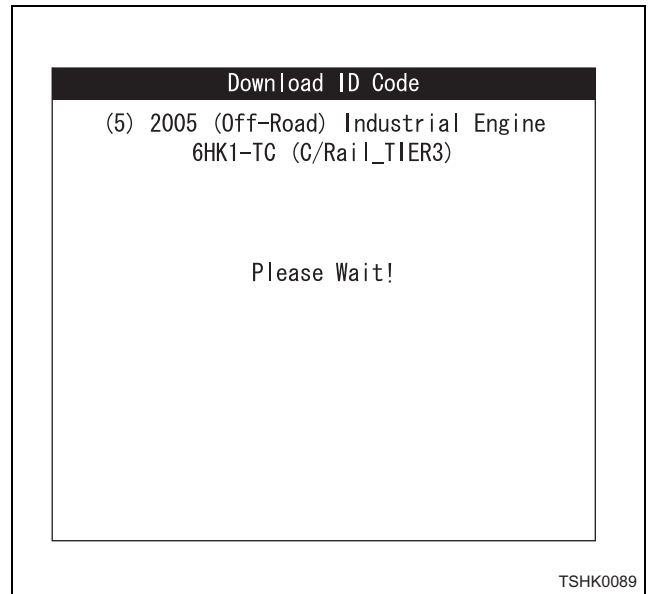 Download ID Code
(5) 2005 (Off-Road) Industrial Engine
6HK1-TC (C/Rail_TIER3)
Please Wait!
TSHK0089